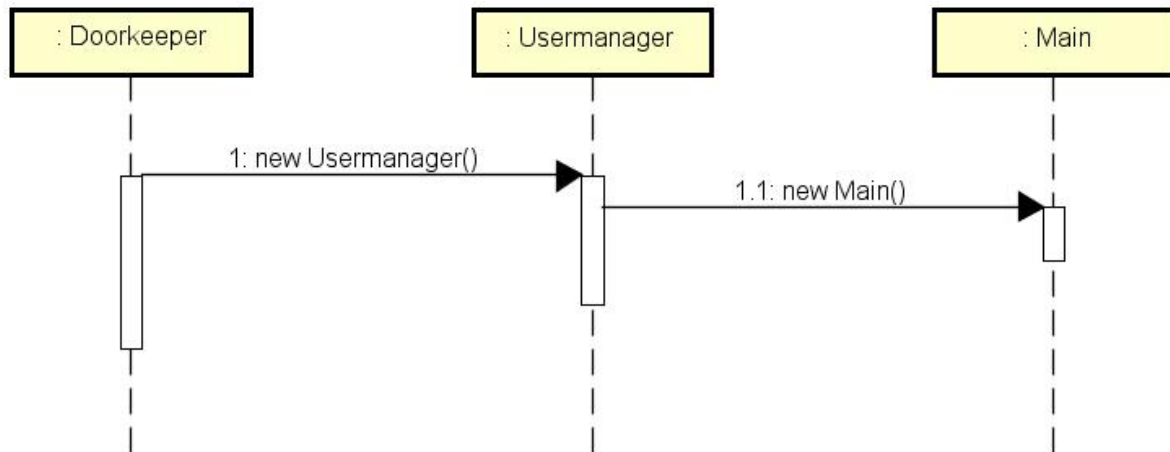 : Doorkeeper
: Usermanager
: Main
1: new Usermanager()
1.1: new Main()